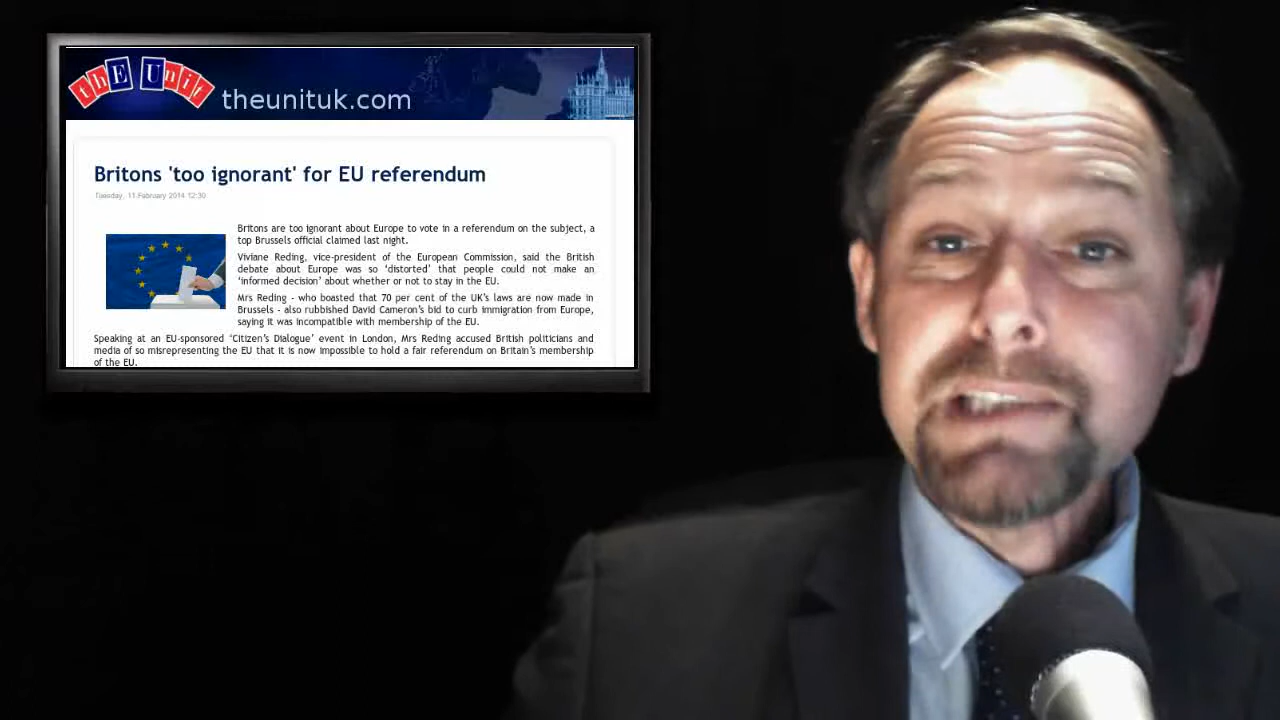 thE Unit
theunituk.com
Britons 'too ignorant' for EU referendum
Tuesday, 11 February 2014 12:30
Britons are too ignorant about Europe to vote in a referendum on the subject, a
top Brussels official claimed last night.
Viviane Reding, vice-president of the European Commission, said the British
debate about Europe was so ‘distorted’ that people could not make an
‘informed decision’ about whether or not to stay in the EU.
Mrs Reding - who boasted that 70 per cent of the UK’s laws are now made in
Brussels - also rubbished David Cameron’s bid to curb immigration from Europe,
saying it was incompatible with membership of the EU.
Speaking at an EU-sponsored ‘Citizen’s Dialogue’ event in London, Mrs Reding accused British politicians and
media of so misrepresenting the EU that it is now impossible to hold a fair referendum on Britain’s membership
of the EU.